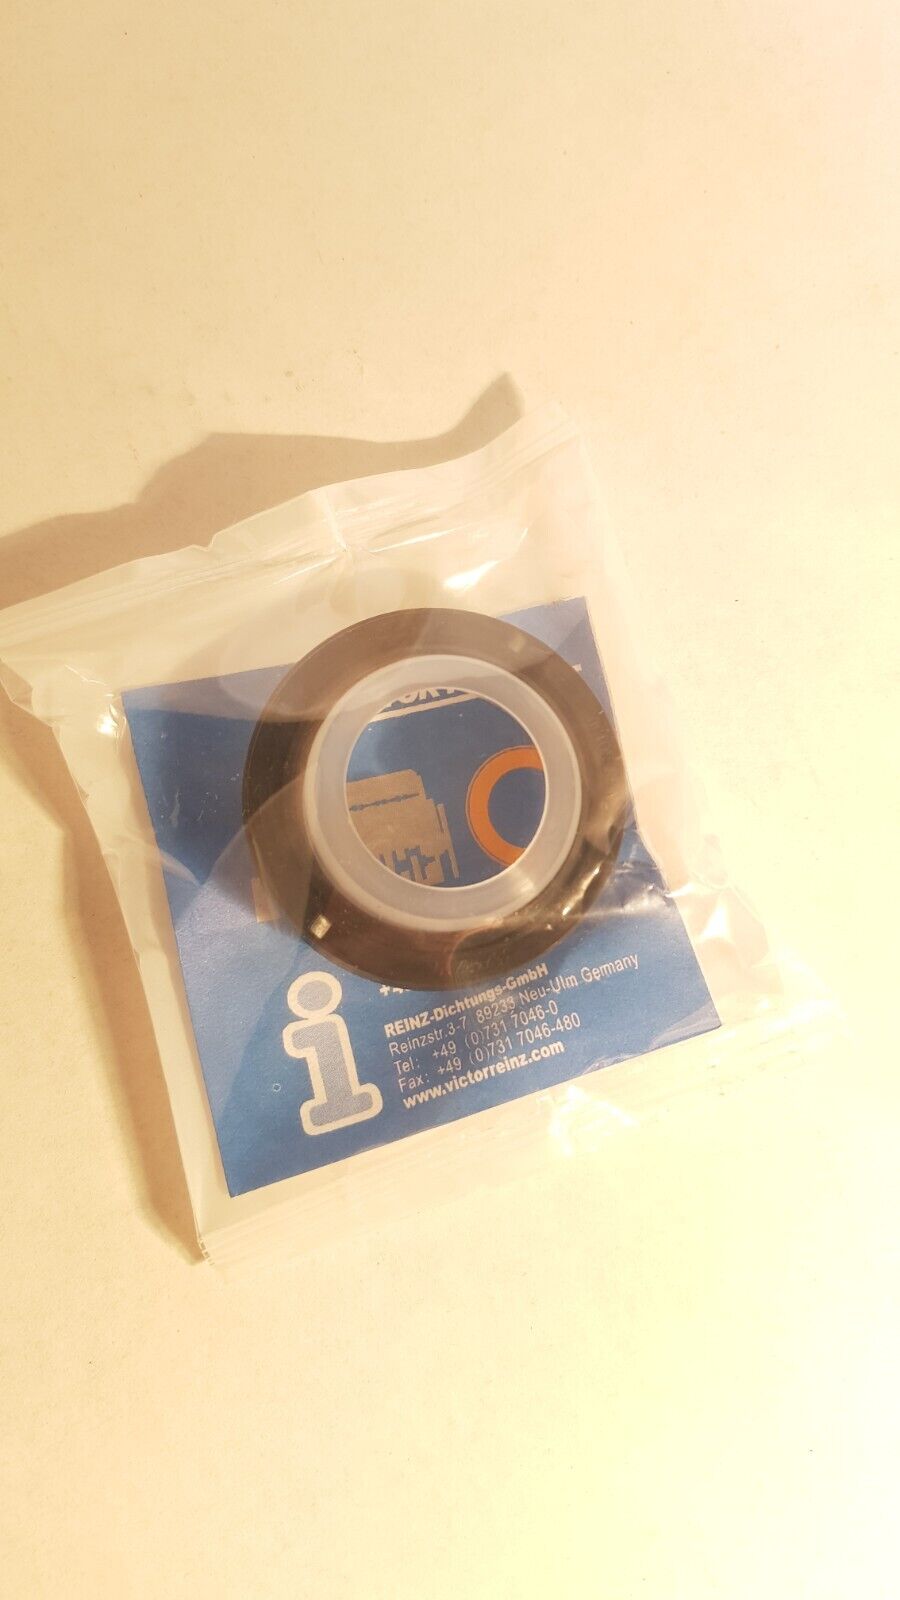 REINZ-Dichtungs-GmbH
Reinzstr.3-7 89233 Neu-Ulm Germany
Tel: +49 (0)731 7046-0
Fax: +49 (0)731 7046-480
www.victorreinz.com